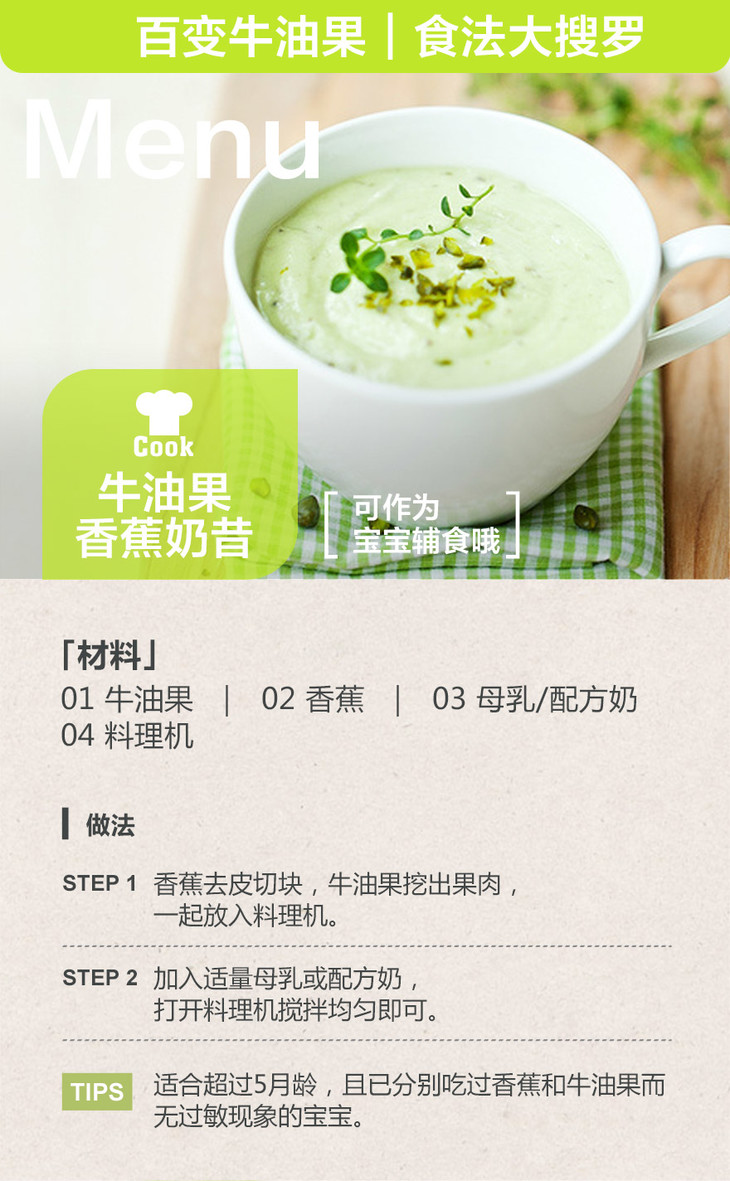 百变牛油果｜食法大搜罗
Menu
Cook
牛油果
香蕉奶昔
可作为
宝宝辅食哦
「材料」
01 牛油果 ｜ 02 香蕉 ｜ 03 母乳/配方奶
04 料理机
做法
STEP 1 香蕉去皮切块，牛油果挖出果肉，
一起放入料理机。
STEP 2 加入适量母乳或配方奶，
打开料理机搅拌均匀即可。
TIPS 适合超过5月龄，且已分别吃过香蕉和牛油果而
无过敏现象的宝宝。